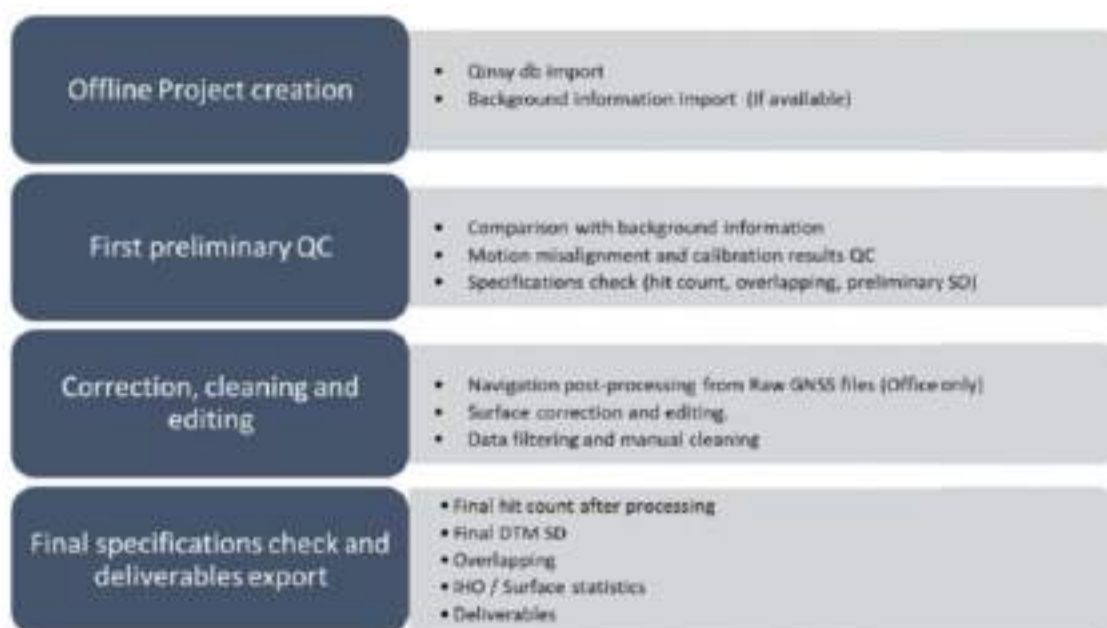 Offline Project creation
• Qinsy db import
• Background information import (If available)
First preliminary QC
• Comparison with background information
• Motion misalignment and calibration results QC
• Specifications check (hit count, overlapping, preliminary SD)
Correction, cleaning and
editing
• Navigation post-processing from Raw GNSS files (Office only)
• Surface correction and editing.
• Data filtering and manual cleaning
Final specifications check and
deliverables export
• Final hit count after processing
• Final DTM SD
• Overlapping
• IHO / Surface statistics
• Deliverables